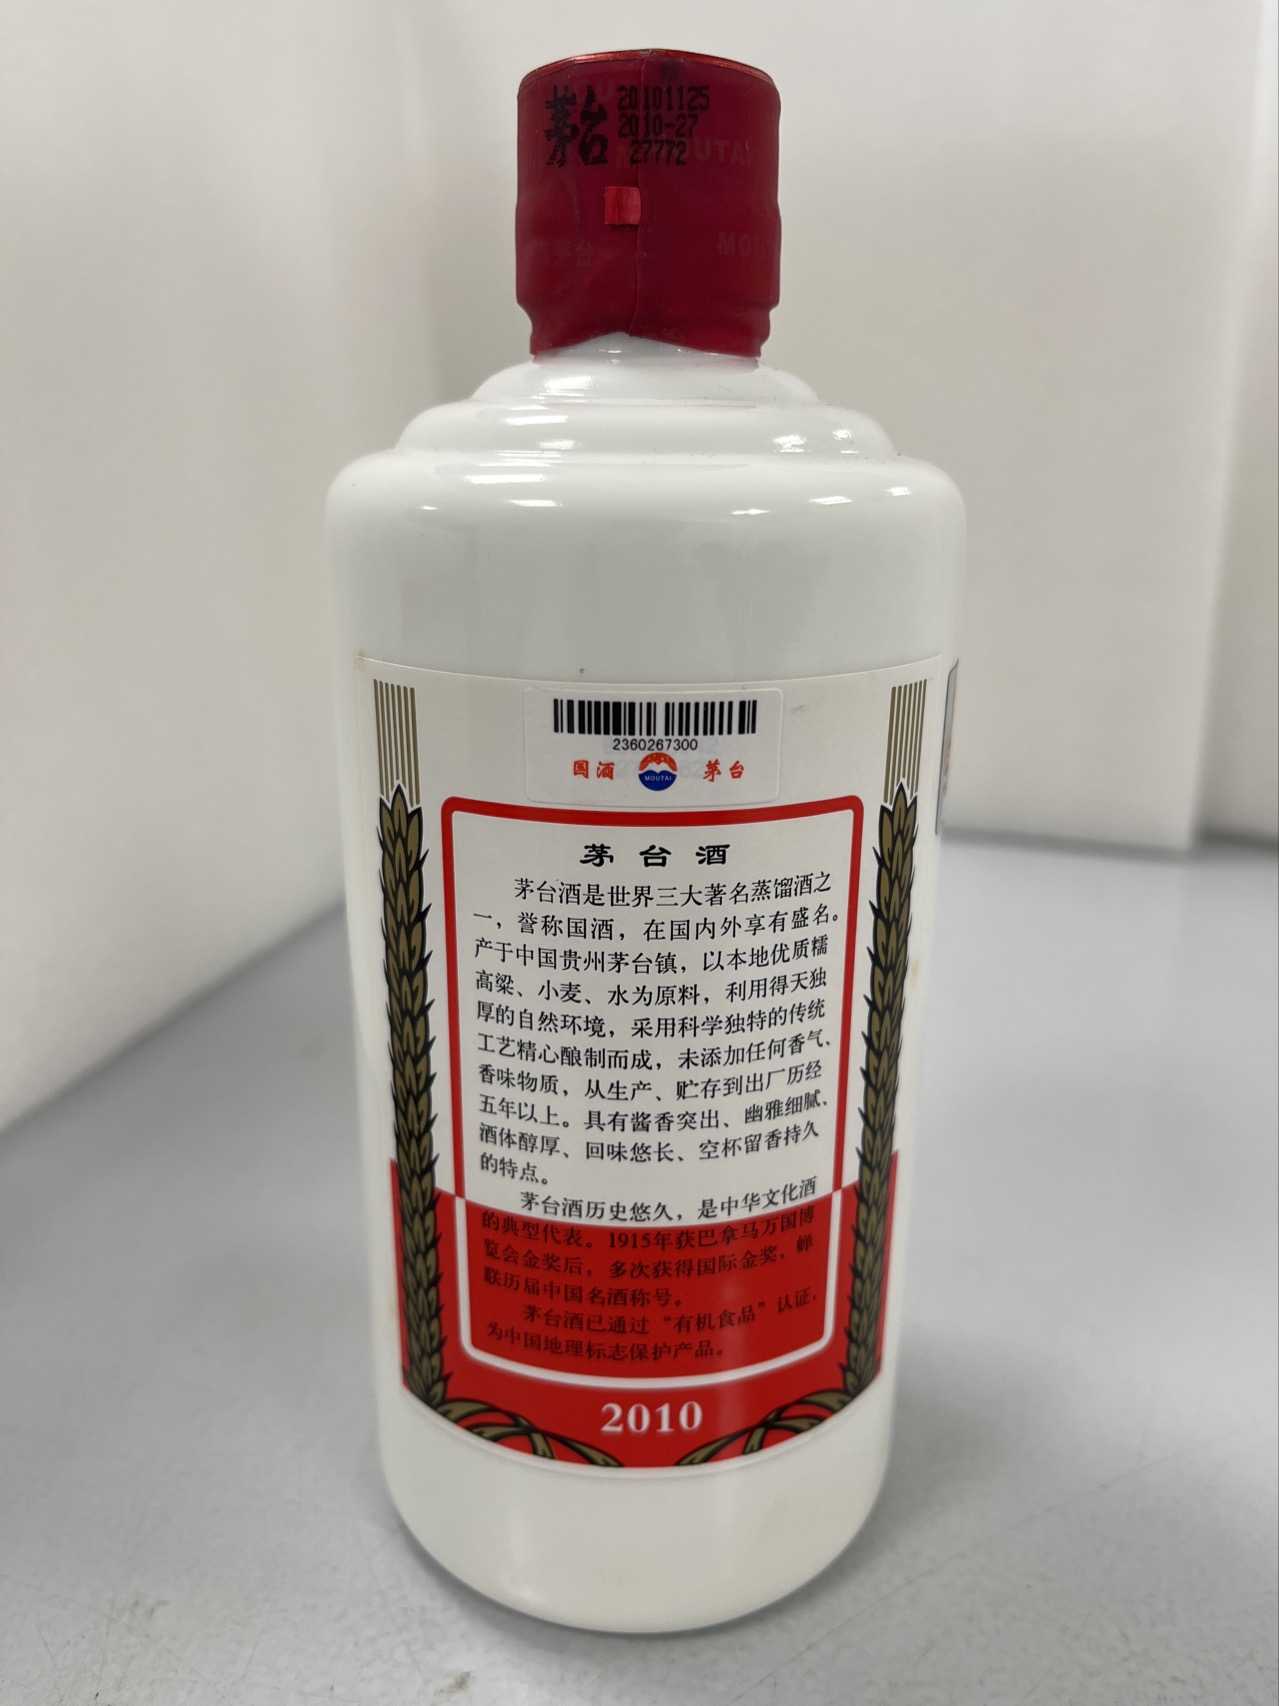 茅台
20101125
2010-27
27772
MOUTAI
茅台
MOU
2360267300
国酒
MOUTAI
茅台
茅台酒
茅台酒是世界三大著名蒸馏酒之
一，誉称国酒，在国内外享有盛名。
产于中国贵州茅台镇，以本地优质糯
高粱、小麦、水为原料，利用得天独
厚的自然环境，采用科学独特的传统
工艺精心酿制而成，未添加任何香气、
香味物质，从生产、贮存到出厂历经
五年以上。具有酱香突出、幽雅细腻、
酒体醇厚、回味悠长、空杯留香持久
的特点。
茅台酒历史悠久，是中华文化酒
的典型代表。1915年获巴拿马万国博
览会金奖后，多次获得国际金奖，蝉
联历届中国名酒称号。
茅台酒已通过“有机食品”认证，
为中国地理标志保护产品。
2010